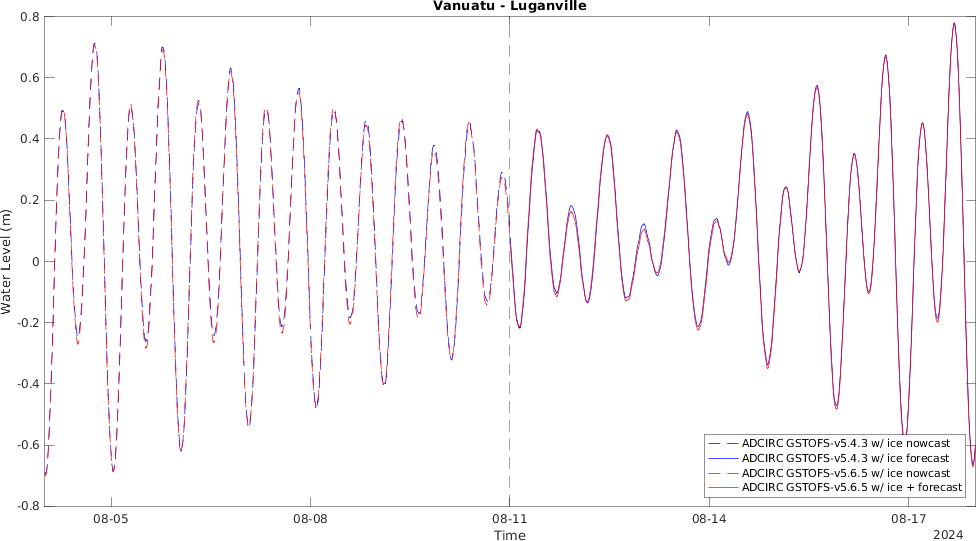 Vanuatu - Luganville
0.8
0.6
0.4
0.2
0
-0.2
-0.4
-0.6
-0.8
Water Level (m)
08-05
08-08
08-11
08-14
08-17
Time
2024
ADCIRC GSTOFS-v5.4.3 w/ ice nowcast
ADCIRC GSTOFS-v5.4.3 w/ ice forecast
ADCIRC GSTOFS-v5.6.5 w/ ice nowcast
ADCIRC GSTOFS-v5.6.5 w/ ice + forecast